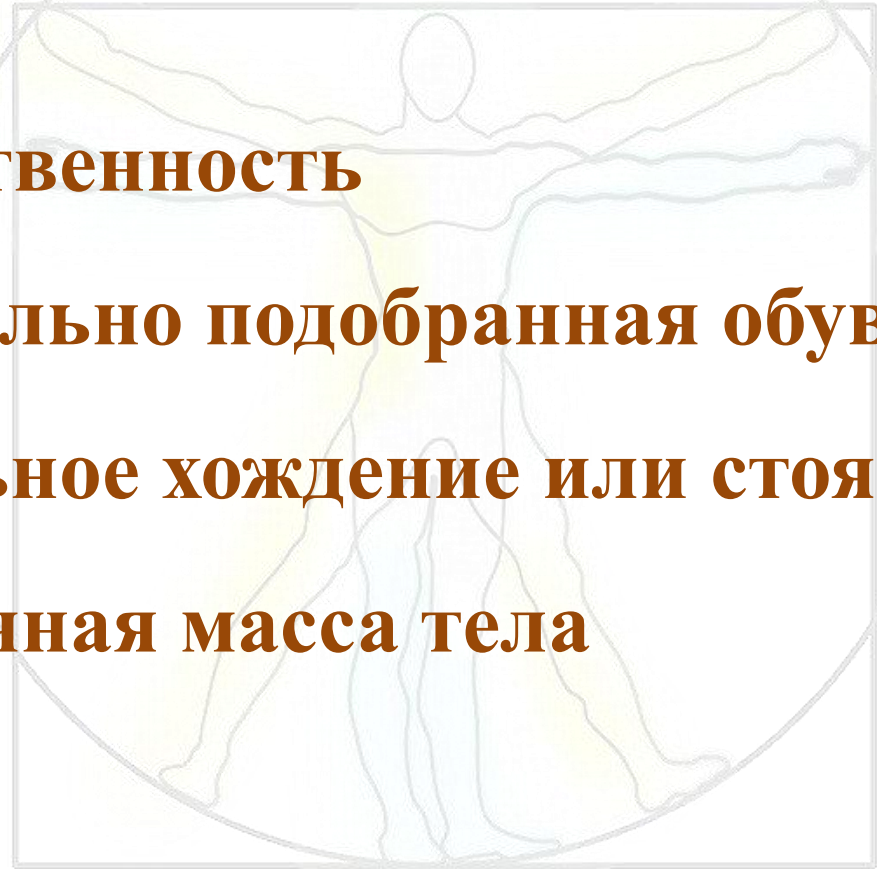 твенность
льно подобранная обув
ьное хождение или стоя
нная масса тела